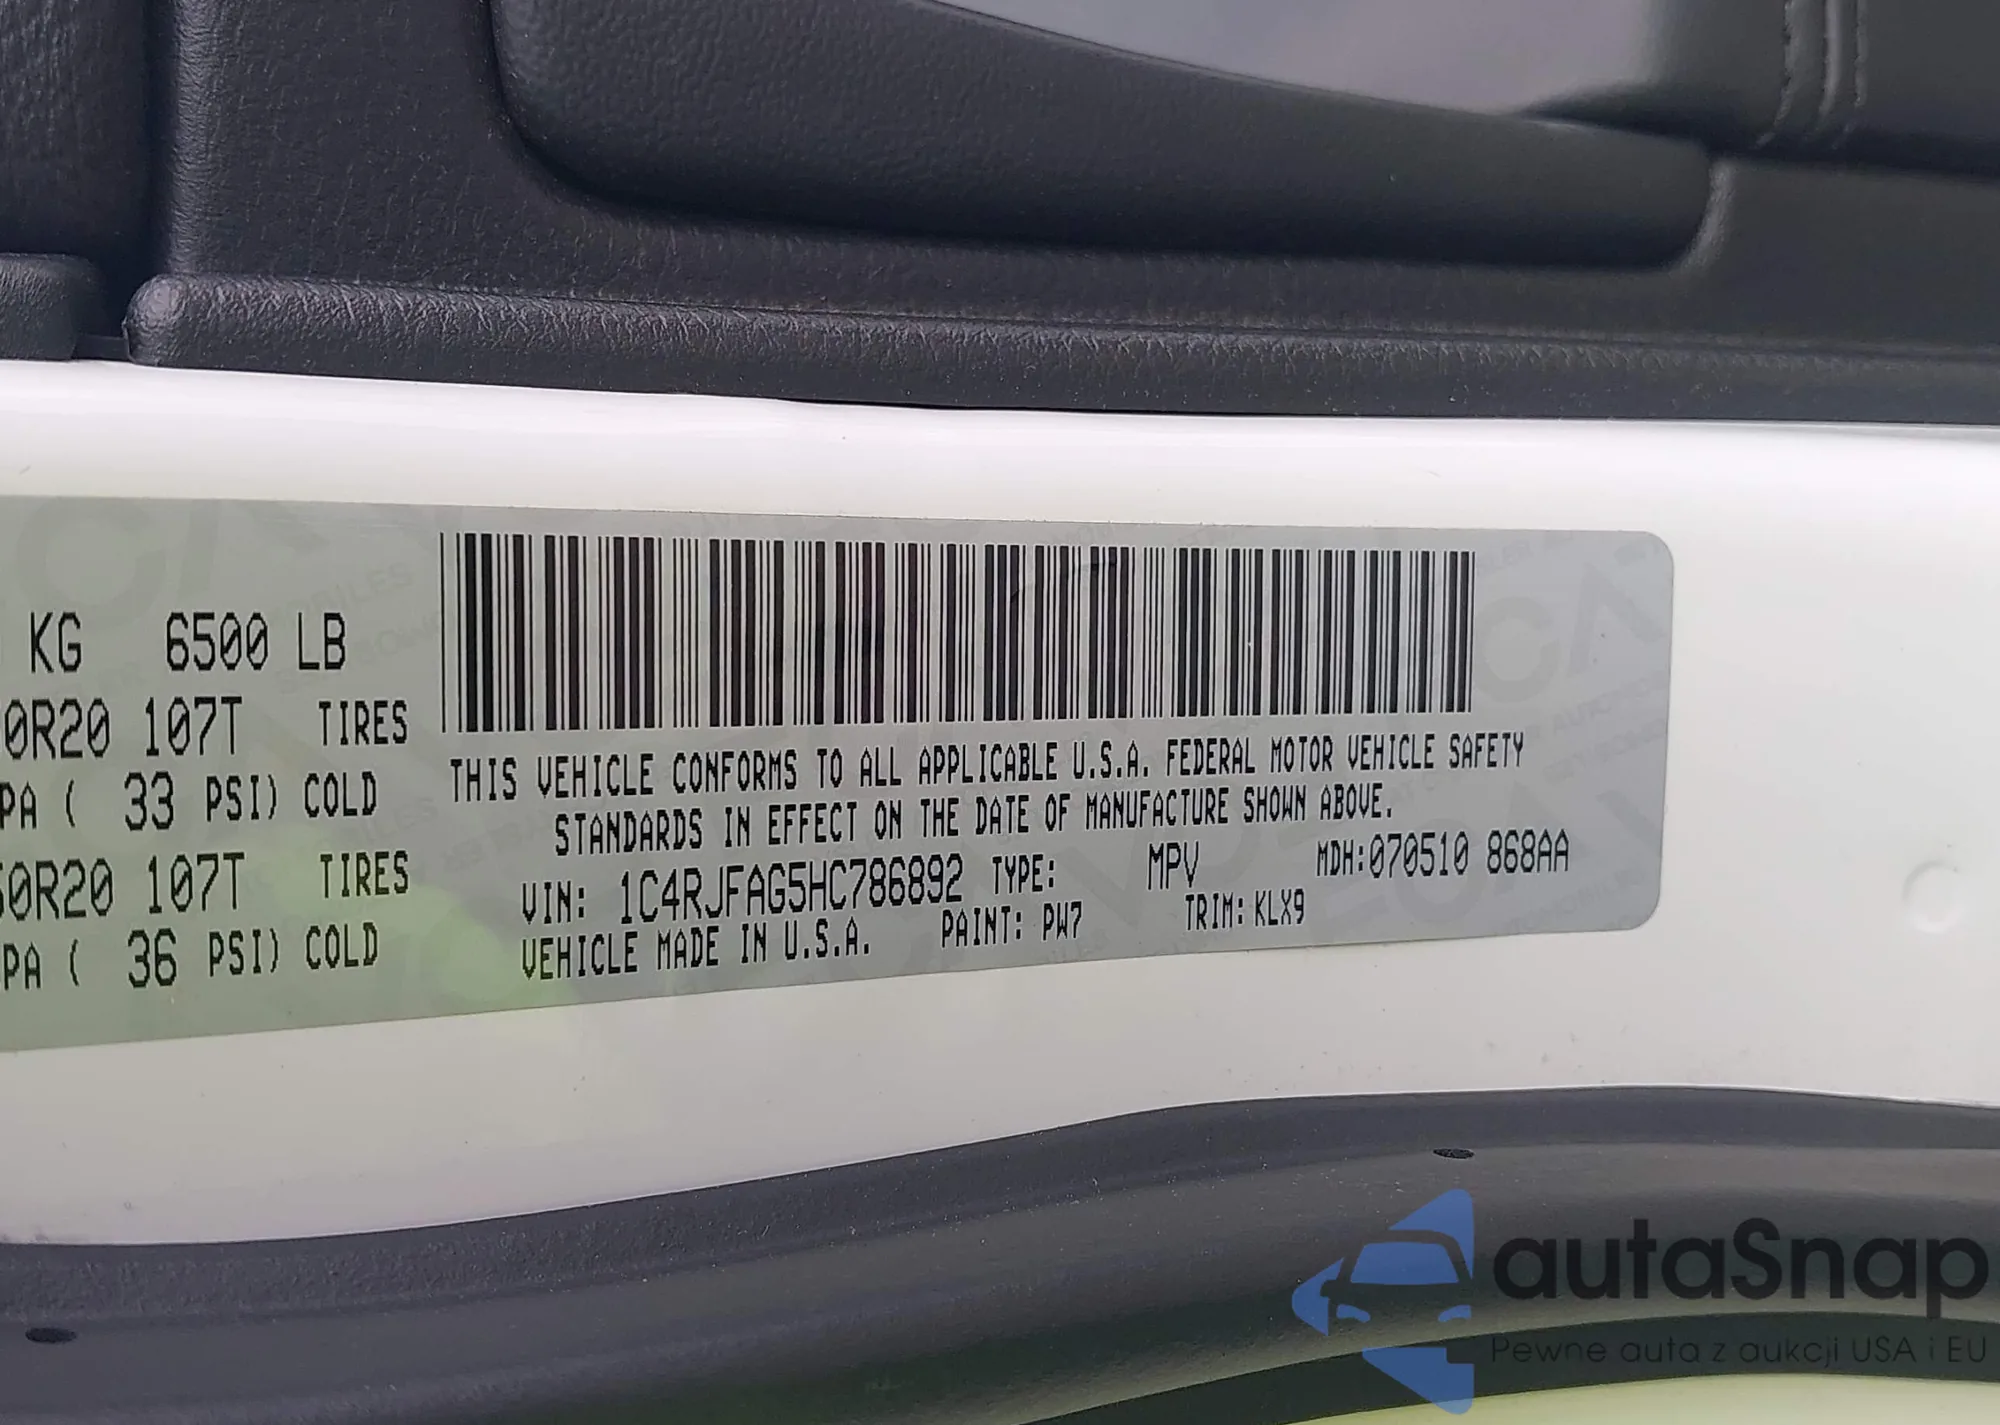 KG 6500 LB
0R20 107T TIRES
PA ( 33 PSI) COLD
50R20 107T TIRES
PA ( 36 PSI) COLD
THIS VEHICLE CONFORMS TO ALL APPLICABLE U.S.A. FEDERAL MOTOR VEHICLE SAFETY
STANDARDS IN EFFECT ON THE DATE OF MANUFACTURE SHOWN ABOVE.
VIN: 1C4RJFAG5HC786892 TYPE: MPV MDH:070510 868AA
VEHICLE MADE IN U.S.A. PAINT: PW7 TRIM: KLX9
autaSnap
Pewne auta z aukcji USA i EU